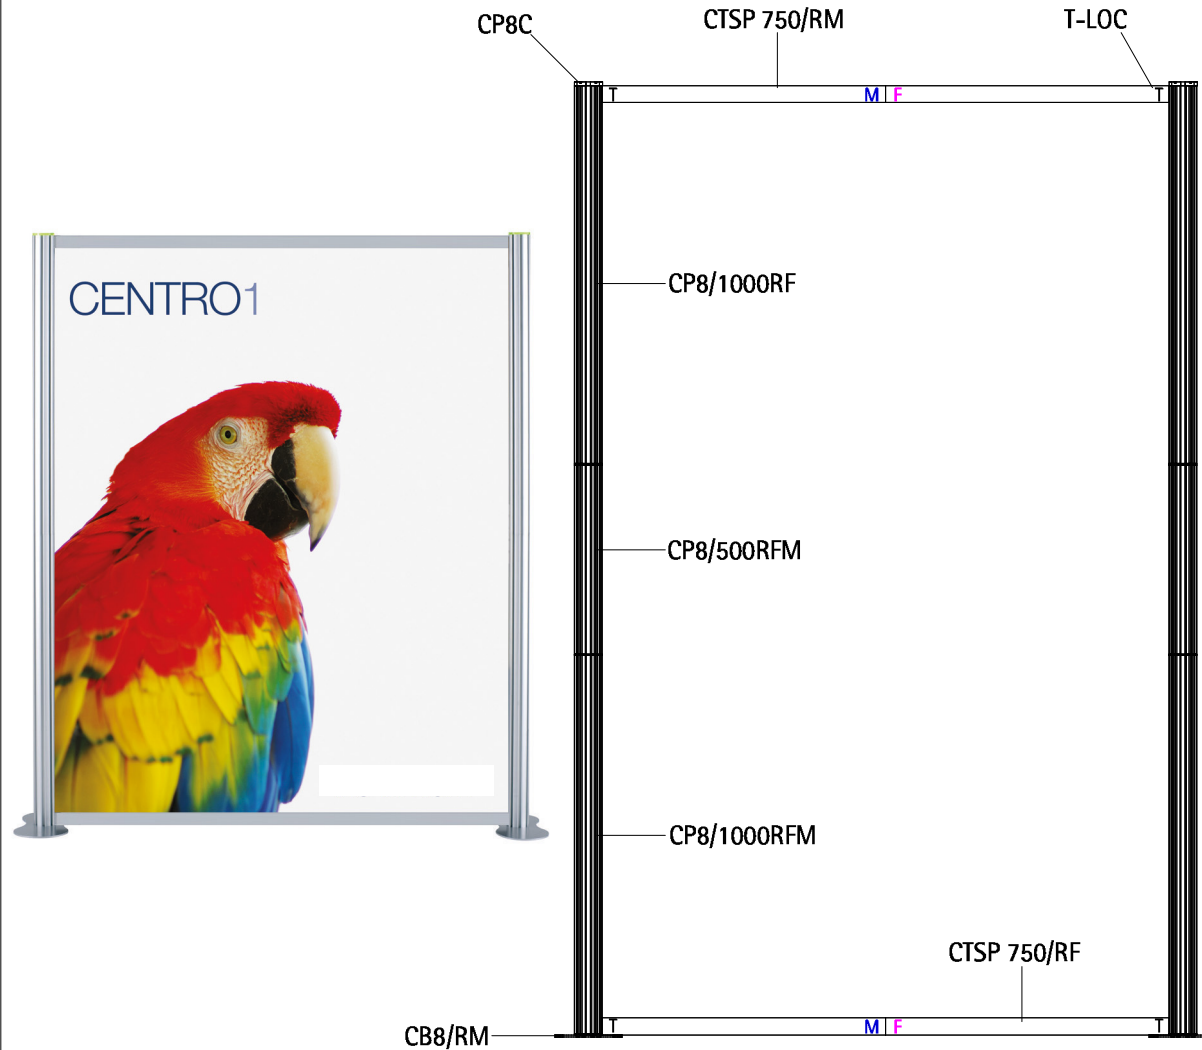 CP8C
CTSP 750/RM
T-LOC
T
M
F
T
CENTRO1
CP8/1000RF
CP8/500RFM
CP8/1000RFM
CTSP 750/RF
T
M
F
T
CB8/RM